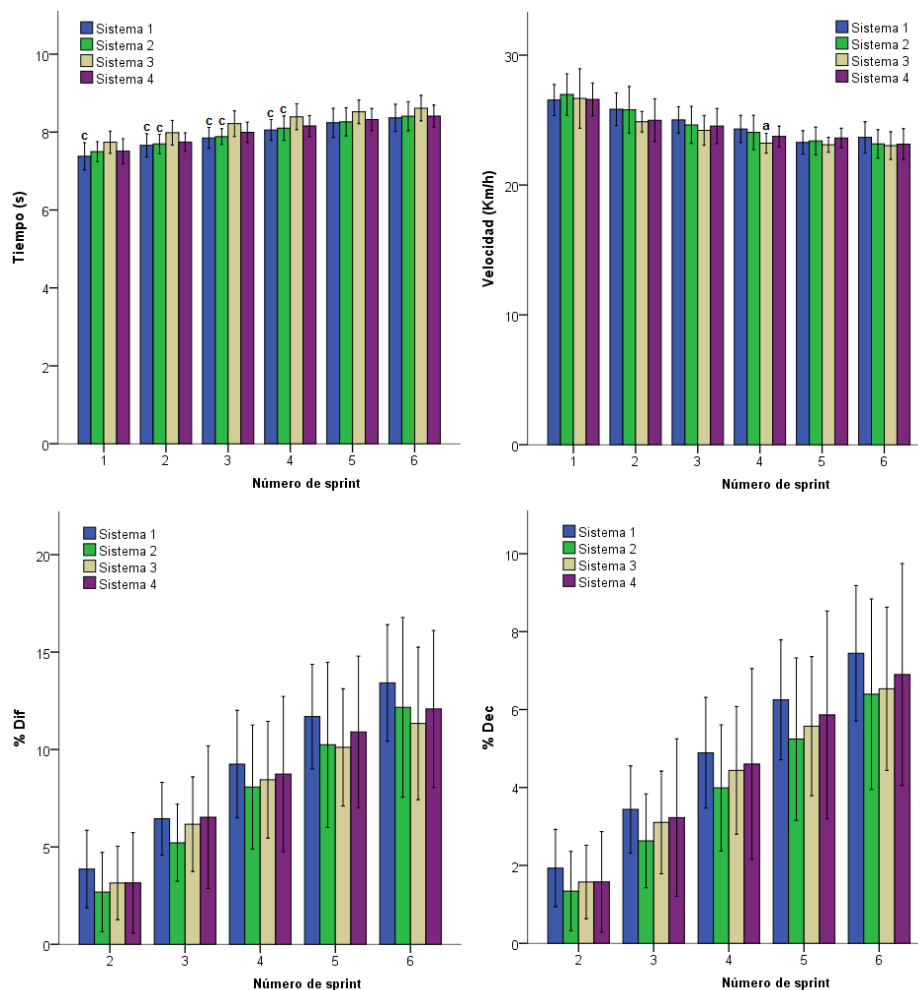 Sistema 1
Sistema 2
Sistema 3
Sistema 4
10
8
6
4
2
0
c
c c
c c
c c
1 2 3 4 5 6
Tiempo (s)
Número de sprint
Sistema 1
Sistema 2
Sistema 3
Sistema 4
30
20
10
0
a
1 2 3 4 5 6
Velocidad (Km/h)
Número de sprint
Sistema 1
Sistema 2
Sistema 3
Sistema 4
20
15
10
5
0
2 3 4 5 6
% Dif
Número de sprint
Sistema 1
Sistema 2
Sistema 3
Sistema 4
10
8
6
4
2
0
2 3 4 5 6
% Dec
Número de sprint